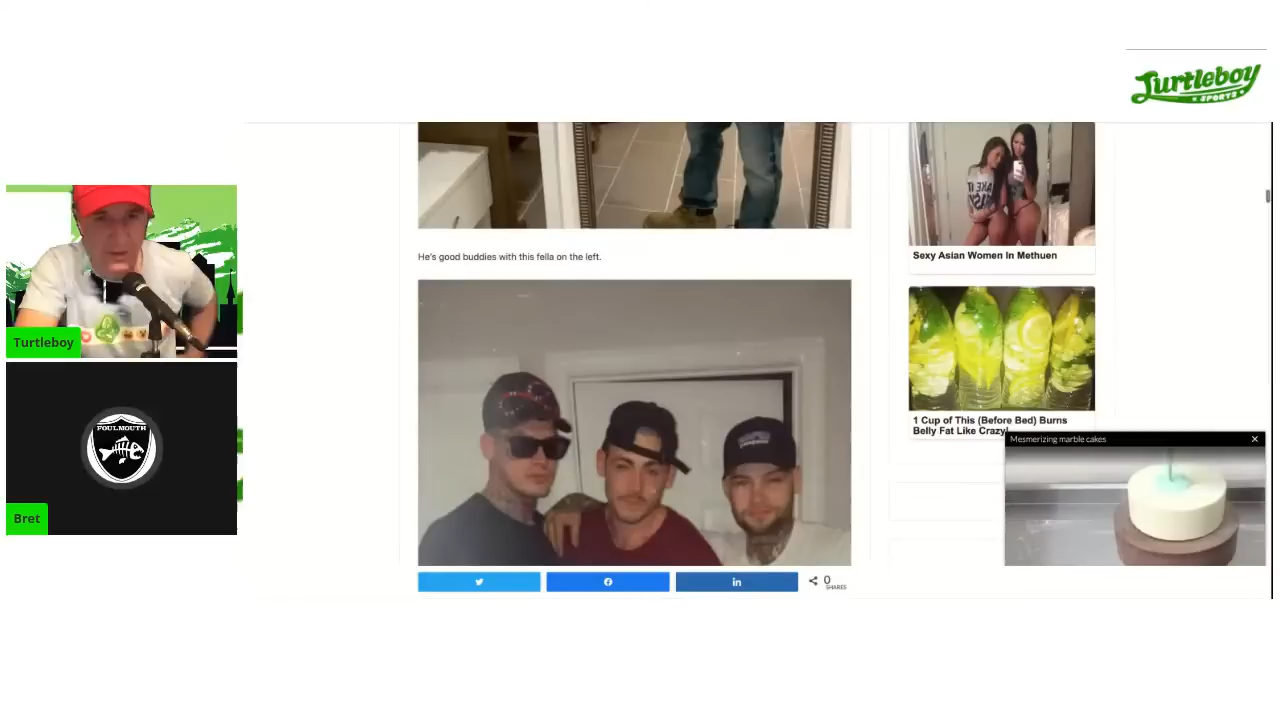 Turtleboy
SPORTS
Sexy Asian Women In Methuen
He's good buddies with this fella on the left.
Turtleboy
1 Cup of This (Before Bed) Burns
Belly Fat Like Crazy!
Mesmerizing marble cakes
FOULMOUTH
Bret
0
SHARES